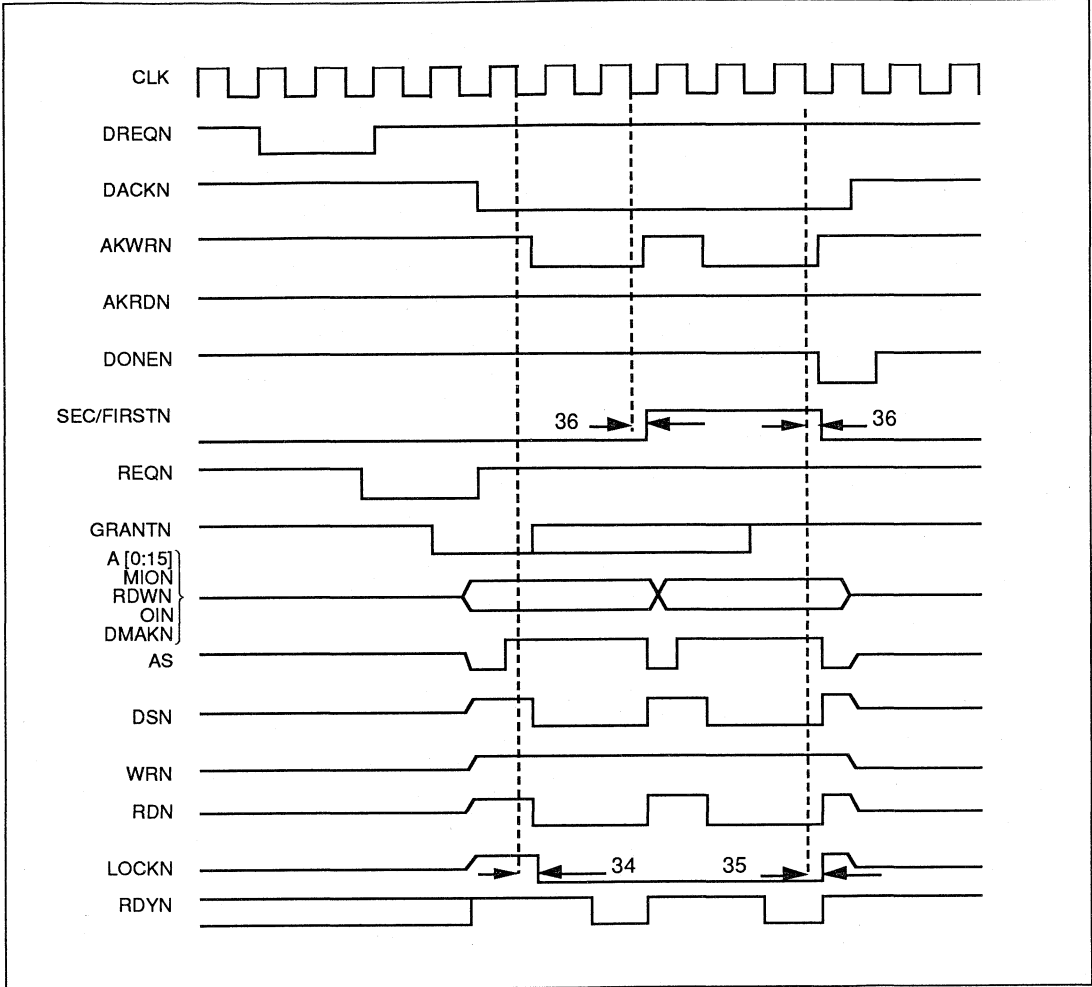 CLK
DREQN
DACKN
AKWRN
AKRDN
DONEN
SEC/FIRSTN
36
36
REQN
GRANTN
A [0:15]
MION
RDWN
OIN
DMAKN
AS
DSN
WRN
RDN
LOCKN
34
35
RDYN